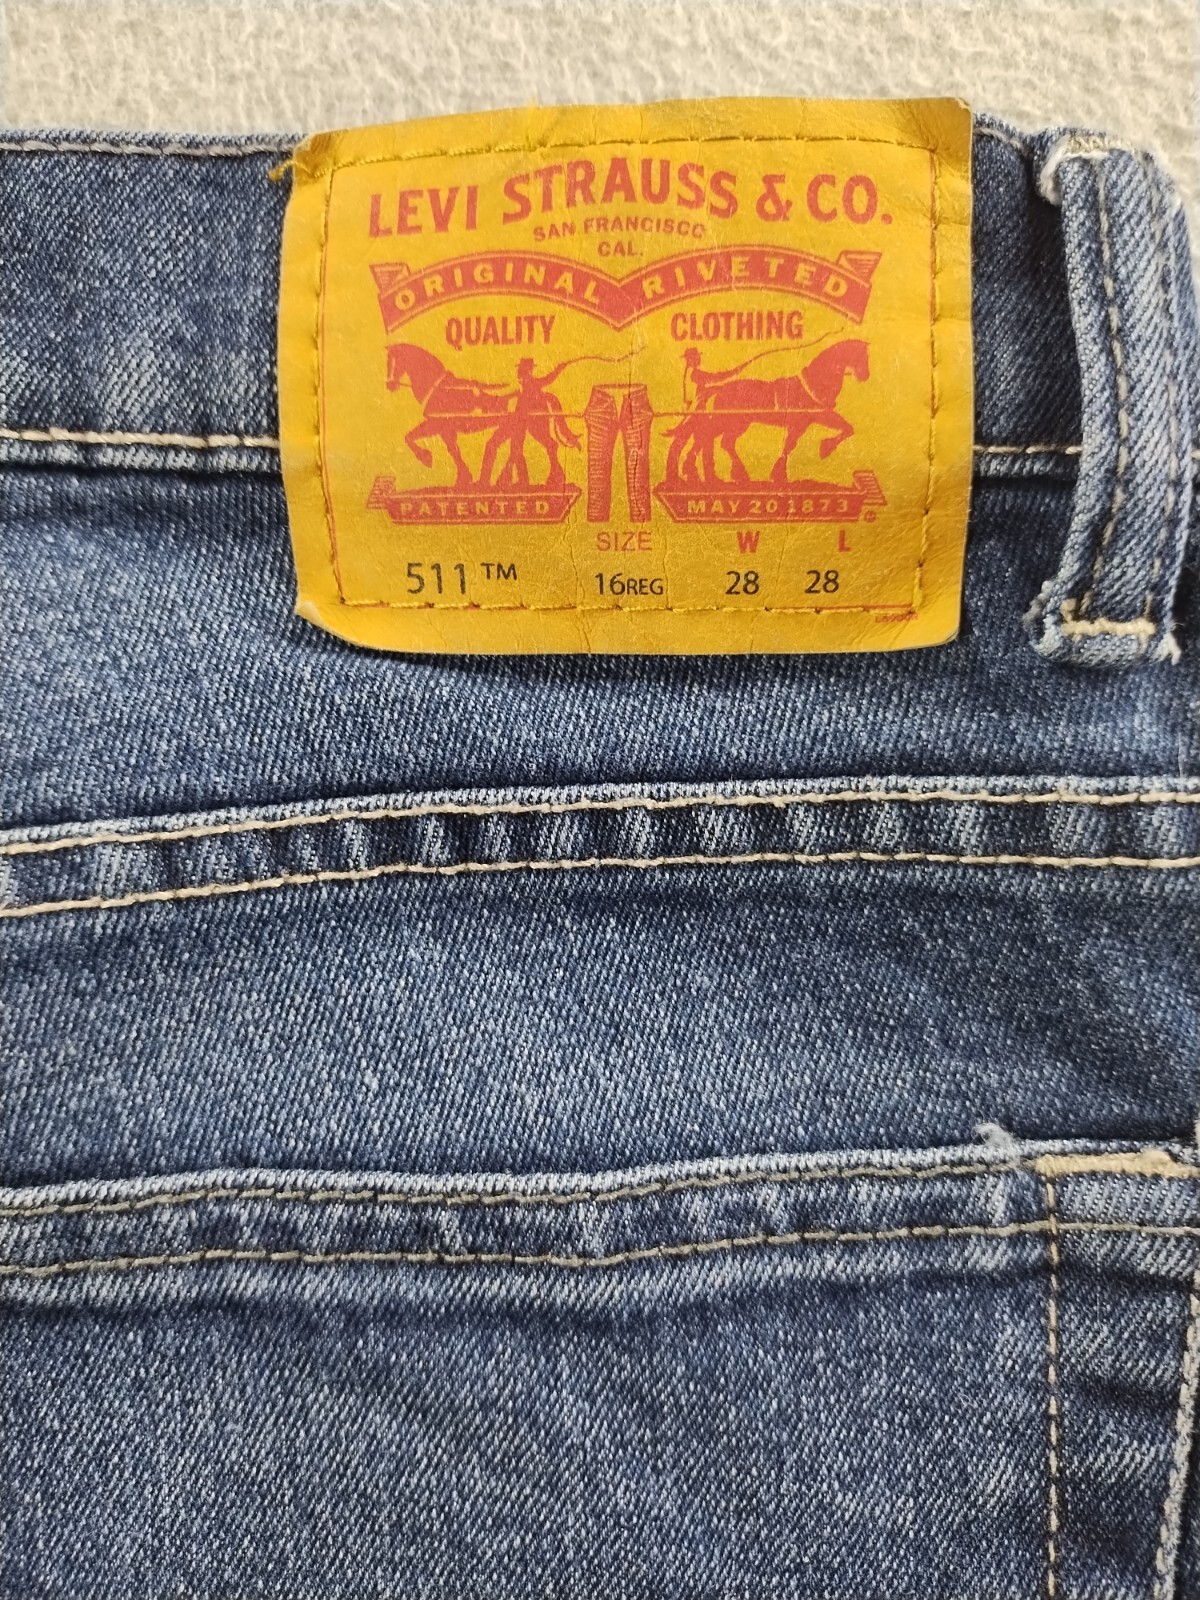 LEVI STRAUSS & CO.
SAN FRANCISCO
CAL.
ORIGINAL RIVETED
QUALITY CLOTHING
PATENTED MAY 20 1873 ®
SIZE W L
511™ 16REG 28 28